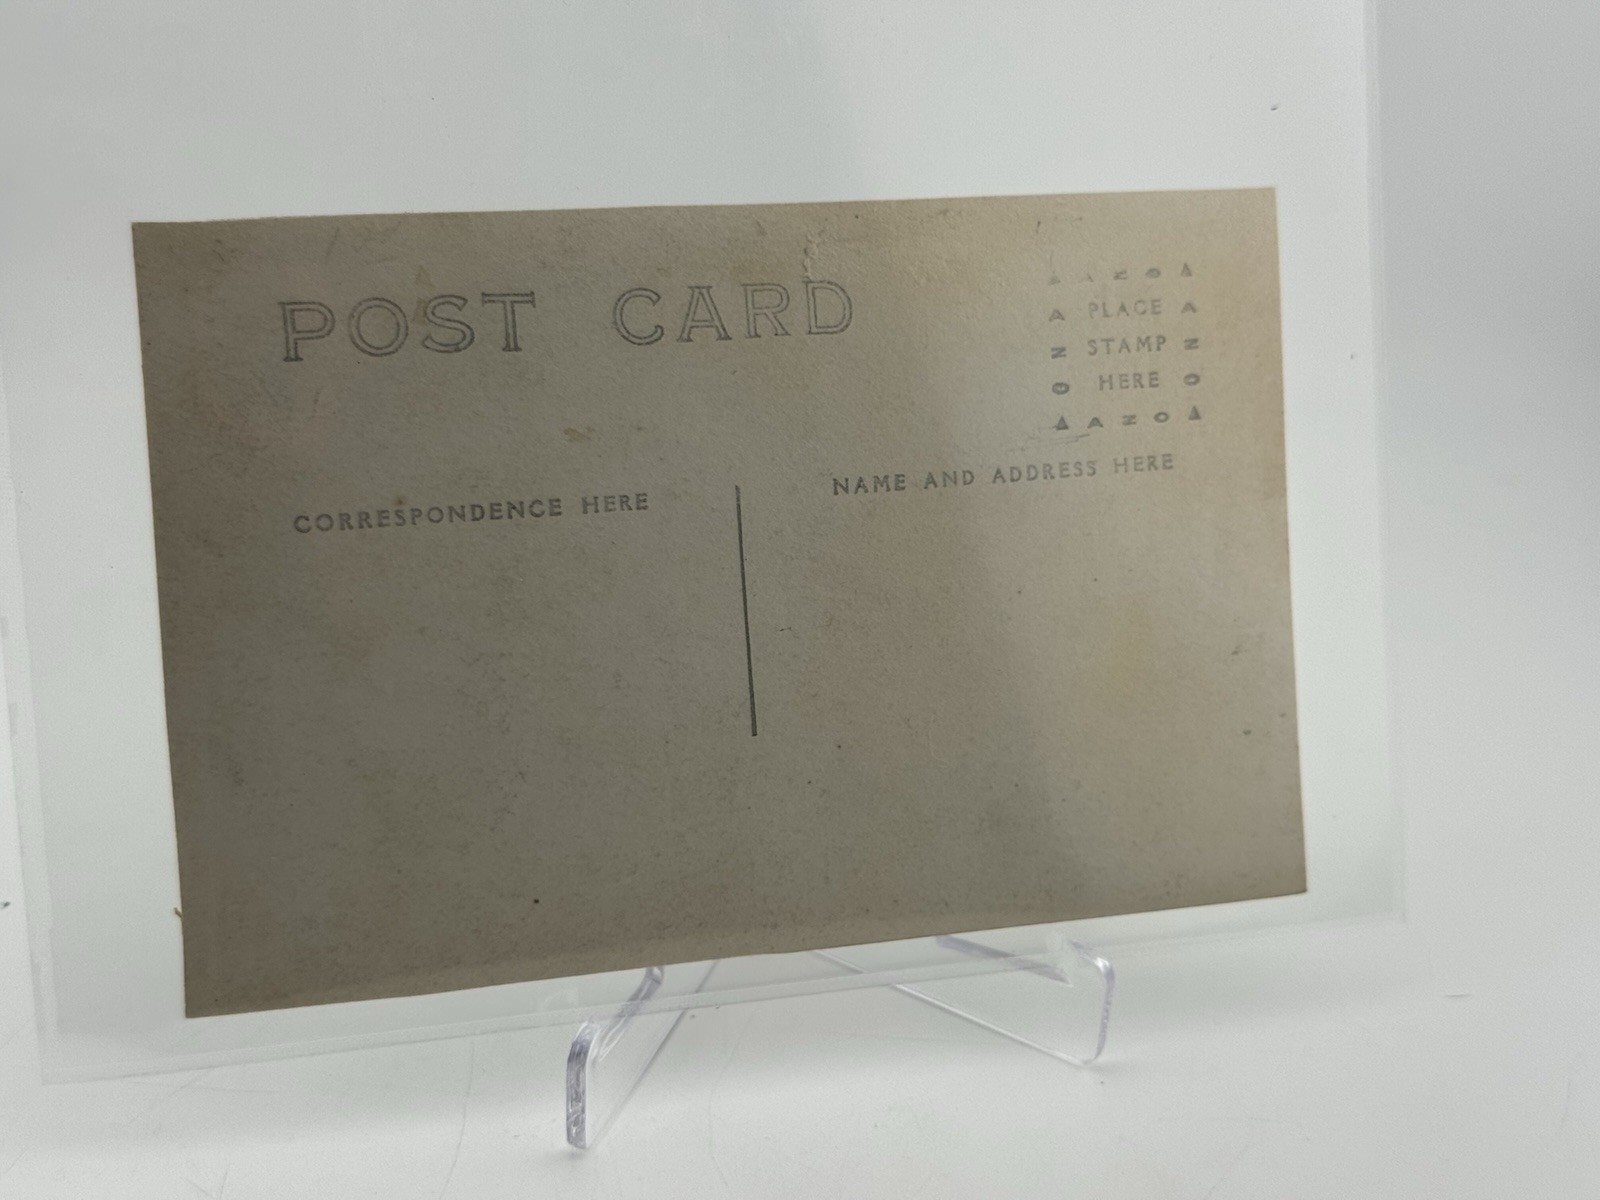 POST CARD
AZO
A PLACE A
N STAMP N
O HERE O
AZO
CORRESPONDENCE HERE
NAME AND ADDRESS HERE